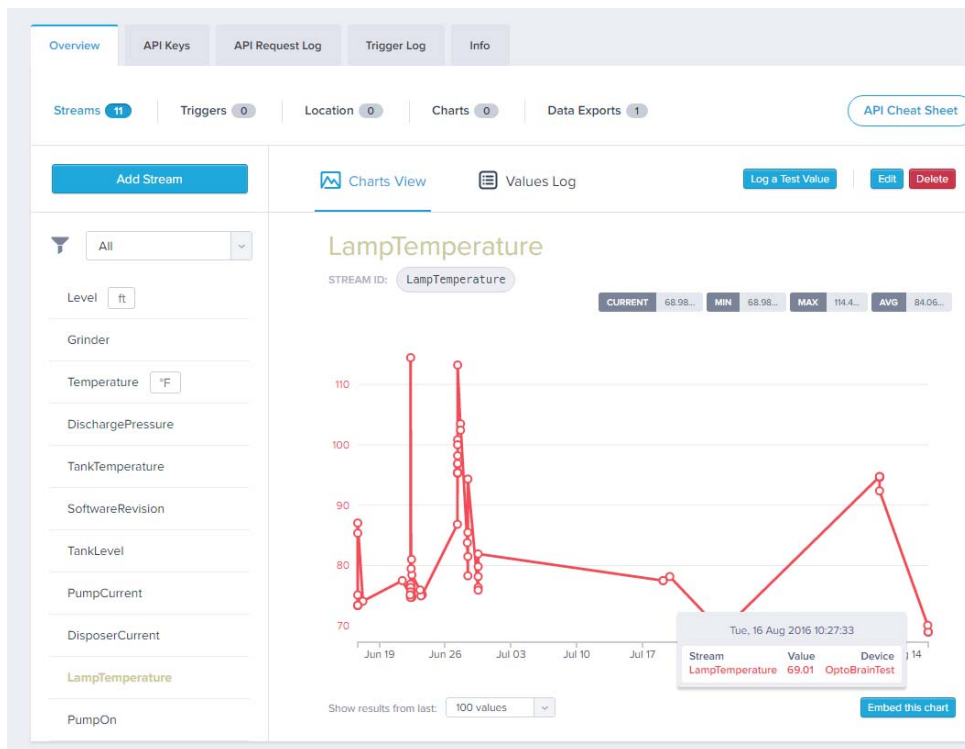 Overview API Keys API Request Log Trigger Log Info
Streams 11 Triggers 0 Location 0 Charts 0 Data Exports 1 API Cheat Sheet
Add Stream
Charts View Values Log Log a Test Value Edit Delete
All
LampTemperature
STREAM ID: LampTemperature
CURRENT 68.98... MIN 68.98... MAX 114.4... AVG 84.06...
Level ft
Grinder
Temperature °F
DischargePressure
TankTemperature
SoftwareRevision
TankLevel
PumpCurrent
DisposerCurrent
LampTemperature
PumpOn
110
100
90
80
70
Jun 19 Jun 26 Jul 03 Jul 10 Jul 17 14
Tue, 16 Aug 2016 10:27:33
Stream Value Device
LampTemperature 69.01 OptoBrainTest
Show results from last: 100 values Embed this chart